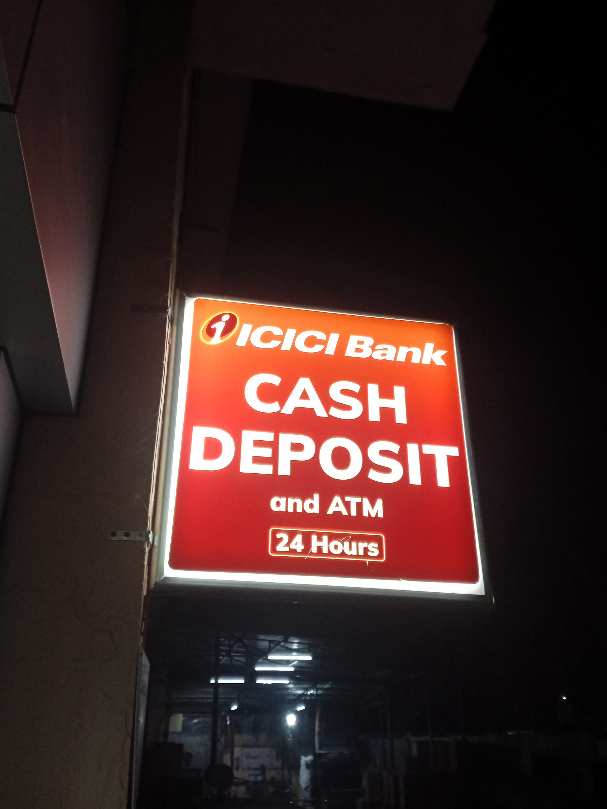 ICICI Bank
CASH
DEPOSIT
and ATM
24 Hours